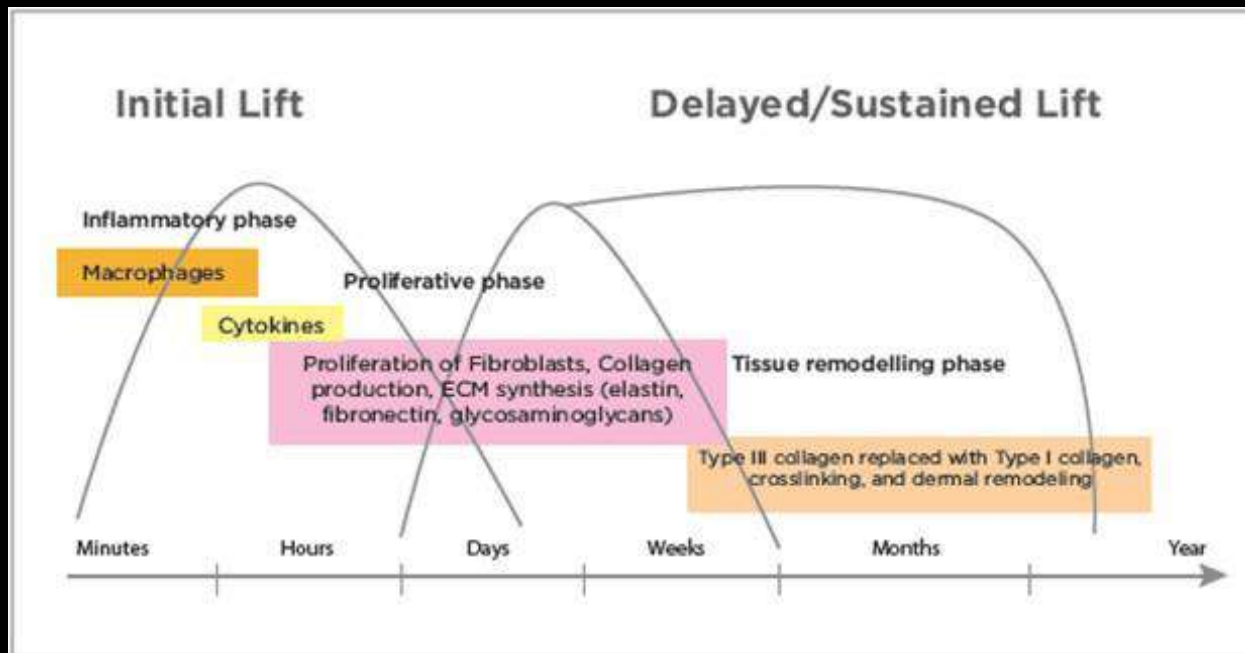 Initial Lift
Delayed/Sustained Lift
Inflammatory phase
Macrophages
Proliferative phase
Cytokines
Proliferation of Fibroblasts, Collagen
production, ECM synthesis (elastin,
fibronectin, glycosaminoglycans)
Tissue remodelling phase
Type III collagen replaced with Type I collagen,
crosslinking, and dermal remodeling
Minutes
Hours
Days
Weeks
Months
Year